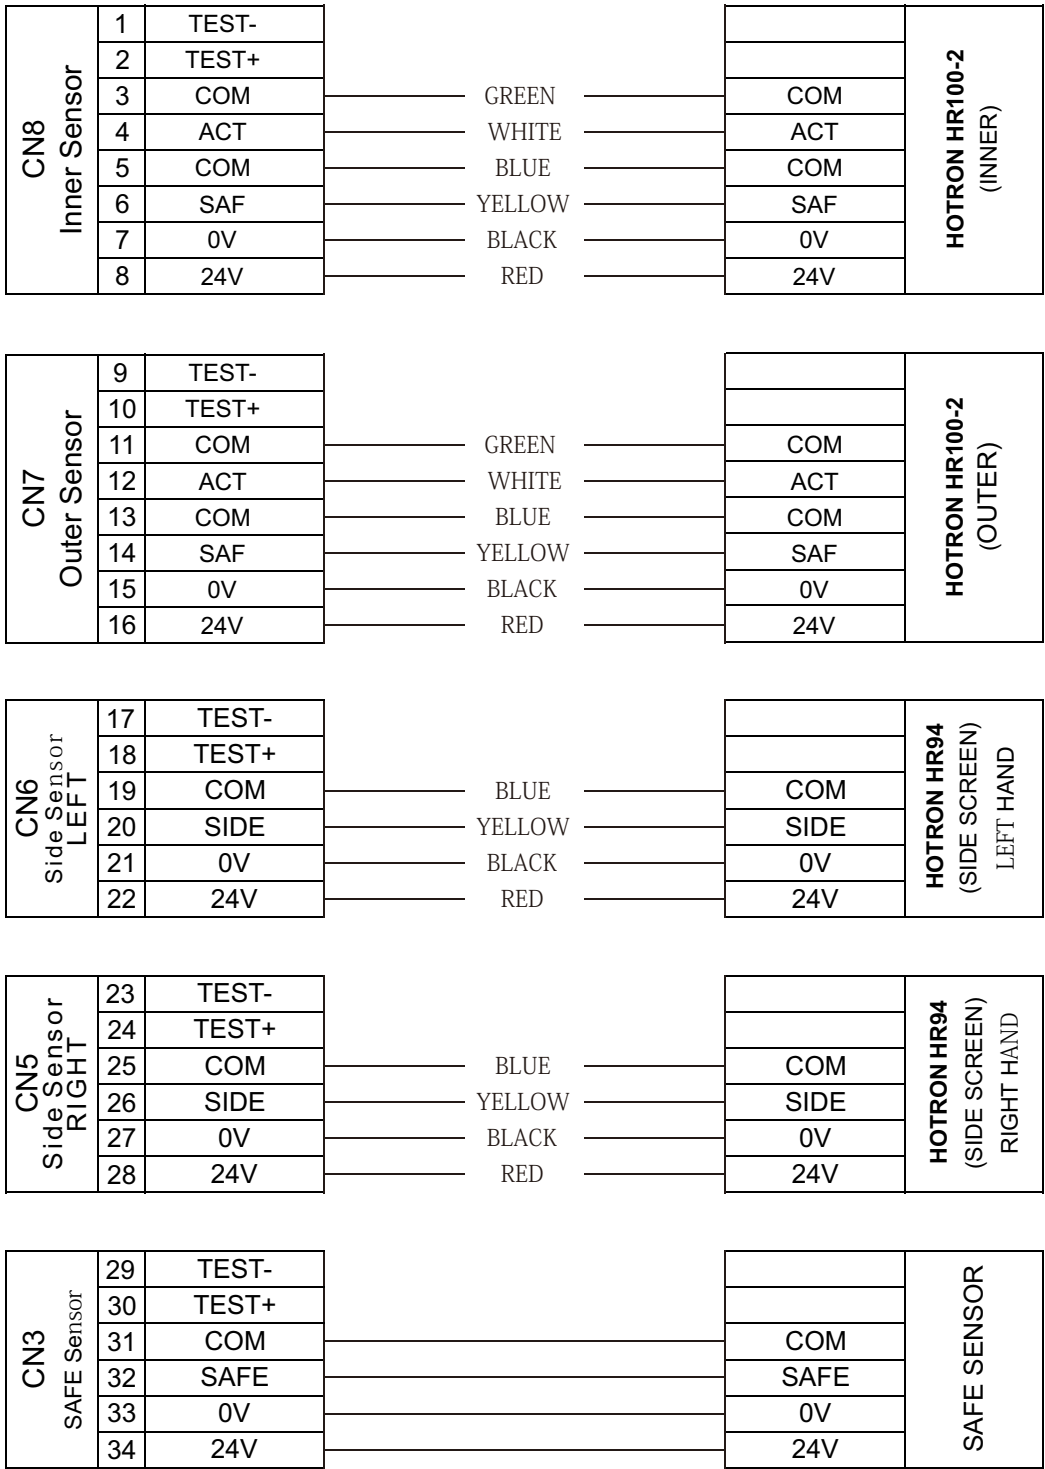 CN8
Inner Sensor
1 TEST-
2 TEST+
3 COM GREEN COM
4 ACT WHITE ACT
5 COM BLUE COM
6 SAF YELLOW SAF
7 0V BLACK 0V
8 24V RED 24V
HOTRON HR100-2
(INNER)
CN7
Outer Sensor
9 TEST-
10 TEST+
11 COM GREEN COM
12 ACT WHITE ACT
13 COM BLUE COM
14 SAF YELLOW SAF
15 0V BLACK 0V
16 24V RED 24V
HOTRON HR100-2
(OUTER)
CN6
Side Sensor
LEFT
17 TEST-
18 TEST+
19 COM BLUE COM
20 SIDE YELLOW SIDE
21 0V BLACK 0V
22 24V RED 24V
HOTRON HR94
(SIDE SCREEN)
LEFT HAND
CN5
Side Sensor
RIGHT
23 TEST-
24 TEST+
25 COM BLUE COM
26 SIDE YELLOW SIDE
27 0V BLACK 0V
28 24V RED 24V
HOTRON HR94
(SIDE SCREEN)
RIGHT HAND
CN3
SAFE Sensor
29 TEST-
30 TEST+
31 COM COM
32 SAFE SAFE
33 0V 0V
34 24V 24V
SAFE SENSOR